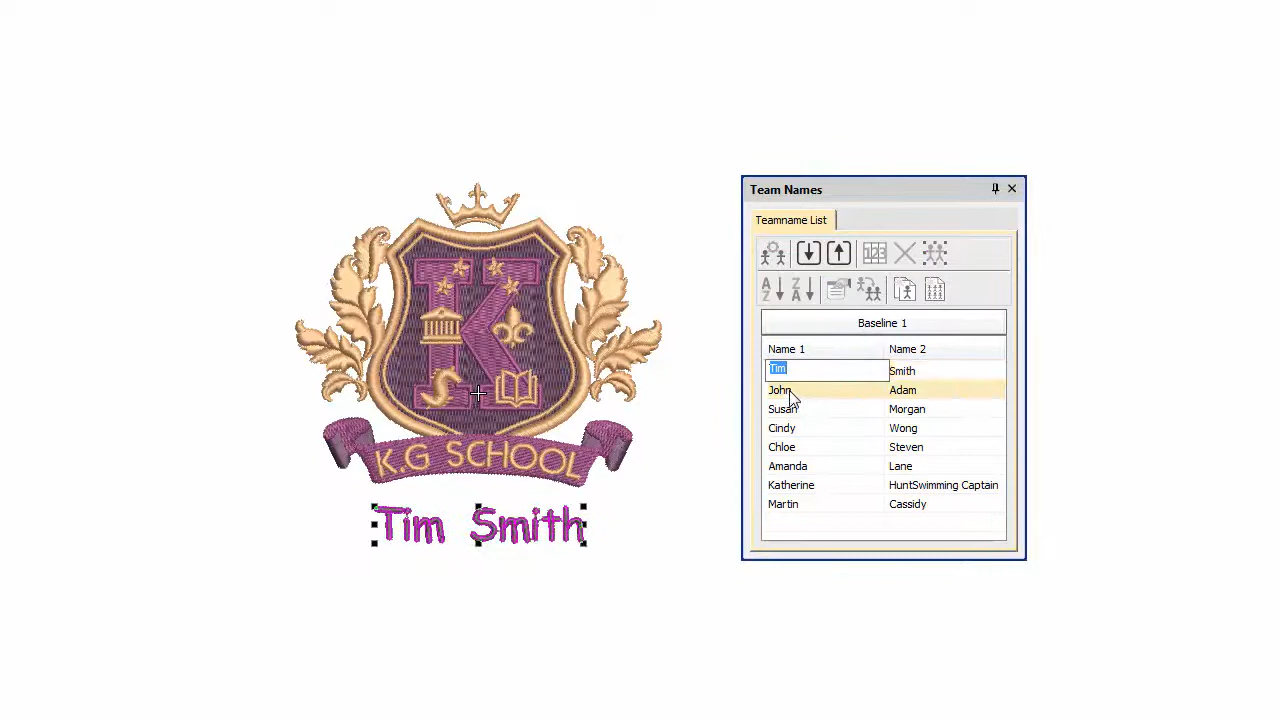 K
K.G SCHOOL
Tim Smith
Team Names
Teamname List
123
A Z Z A
Baseline 1
Name 1 Name 2
Tim Smith
John Adam
Susan Morgan
Cindy Wong
Chloe Steven
Amanda Lane
Katherine HuntSwimming Captain
Martin Cassidy